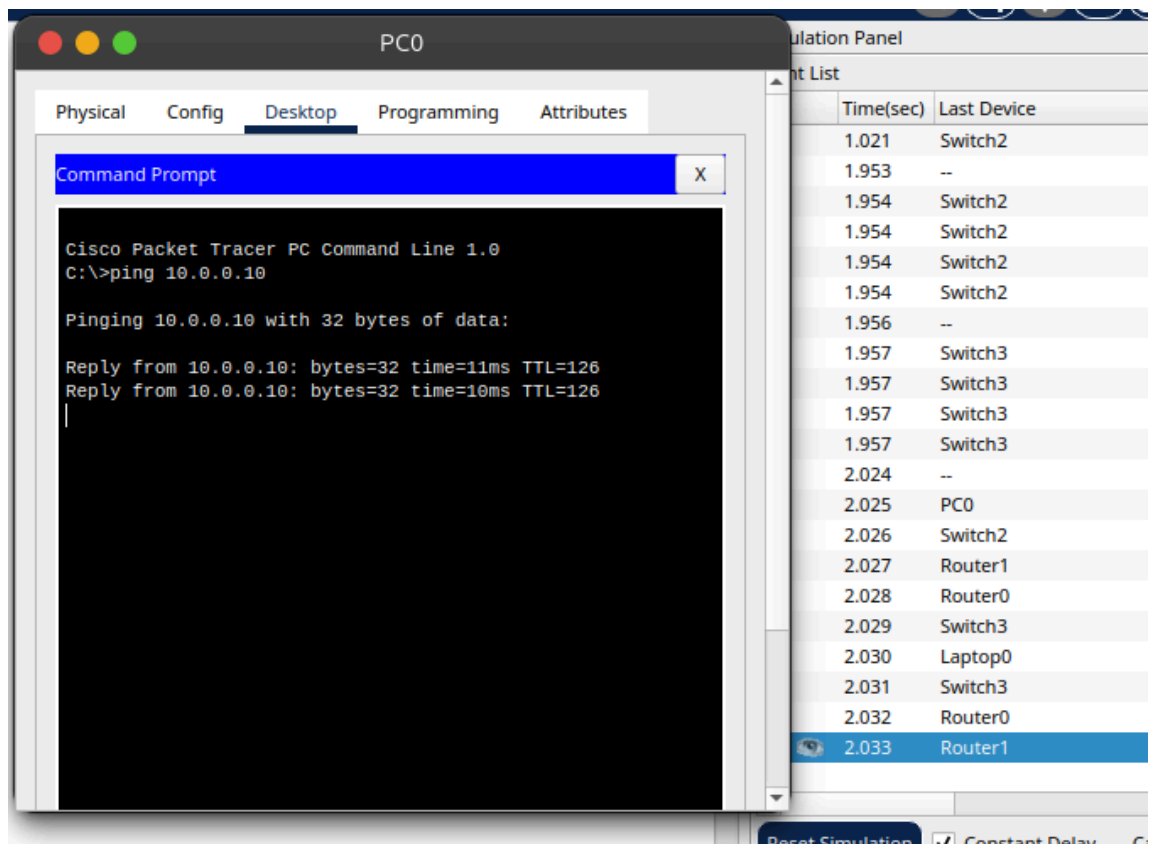 PC0
Physical Config Desktop Programming Attributes
Command Prompt X
Cisco Packet Tracer PC Command Line 1.0
C:\>ping 10.0.0.10
Pinging 10.0.0.10 with 32 bytes of data:
Reply from 10.0.0.10: bytes=32 time=11ms TTL=126
Reply from 10.0.0.10: bytes=32 time=10ms TTL=126
ulation Panel
nt List
Time(sec) Last Device
1.021 Switch2
1.953 --
1.954 Switch2
1.954 Switch2
1.954 Switch2
1.954 Switch2
1.956 --
1.957 Switch3
1.957 Switch3
1.957 Switch3
1.957 Switch3
2.024 --
2.025 PC0
2.026 Switch2
2.027 Router1
2.028 Router0
2.029 Switch3
2.030 Laptop0
2.031 Switch3
2.032 Router0
2.033 Router1
Reset Simulation Constant Delay